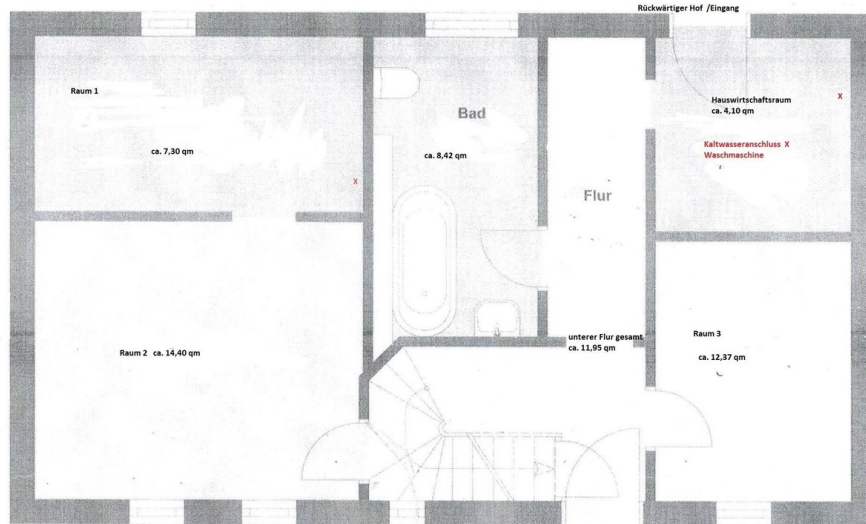 Rückwärtiger Hof /Eingang
Raum 1
ca. 7,30 qm
X
Bad
ca. 8,42 qm
Flur
Hauswirtschaftsraum
ca. 4,10 qm
X
Kaltwasseranschluss X
Waschmaschine
Raum 2 ca. 14,40 qm
unterer Flur gesamt
ca. 11,95 qm
Raum 3
ca. 12,37 qm